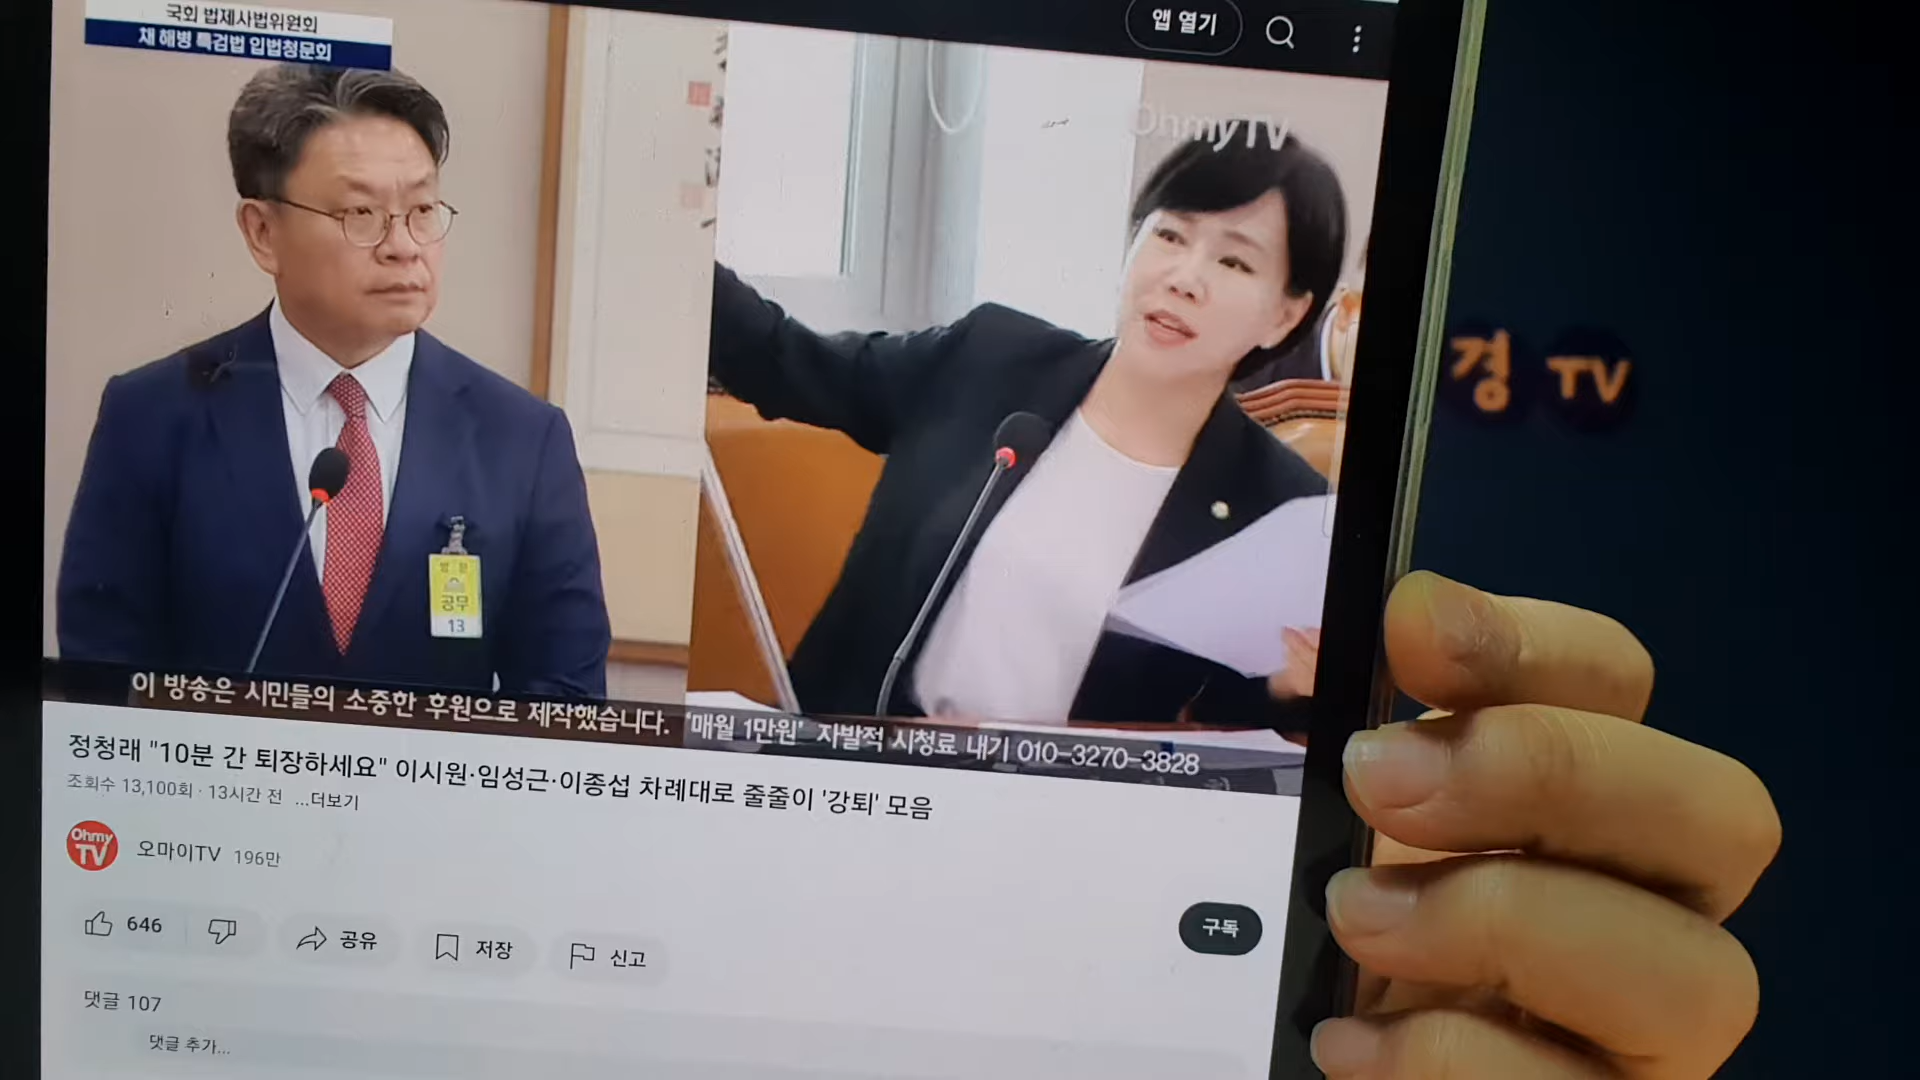 국회 법제사법위원회
채 해병 특검법 입법청문회
앱 열기
OhmyTV
경 TV
공무
13
이 방송은 시민들의 소중한 후원으로 제작했습니다. '매월 1만원' 자발적 시청료 내기 010-3270-3828
정청래 "10분 간 퇴장하세요" 이시원·임성근·이종섭 차례대로 줄줄이 '강퇴' 모음
조회수 13,100회 · 13시간 전 ...더보기
Ohmy
TV
오마이TV 196만
구독
646
공유
저장
신고
댓글 107
댓글 추가...